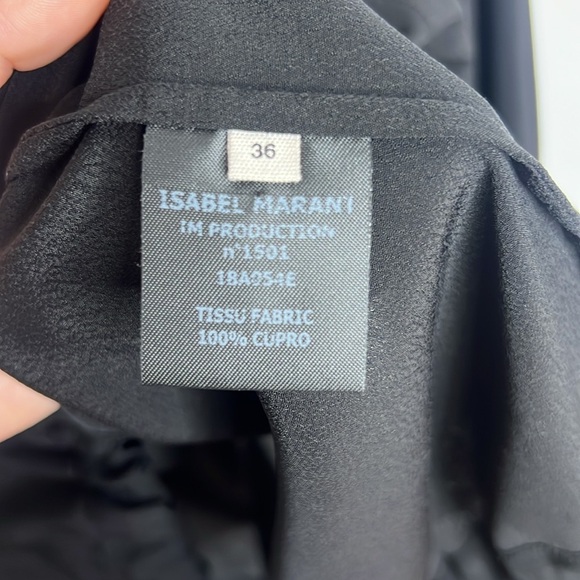 36
ISABEL MARANT
IM PRODUCTION
n°1501
18A054E
TISSU FABRIC
100% CUPRO